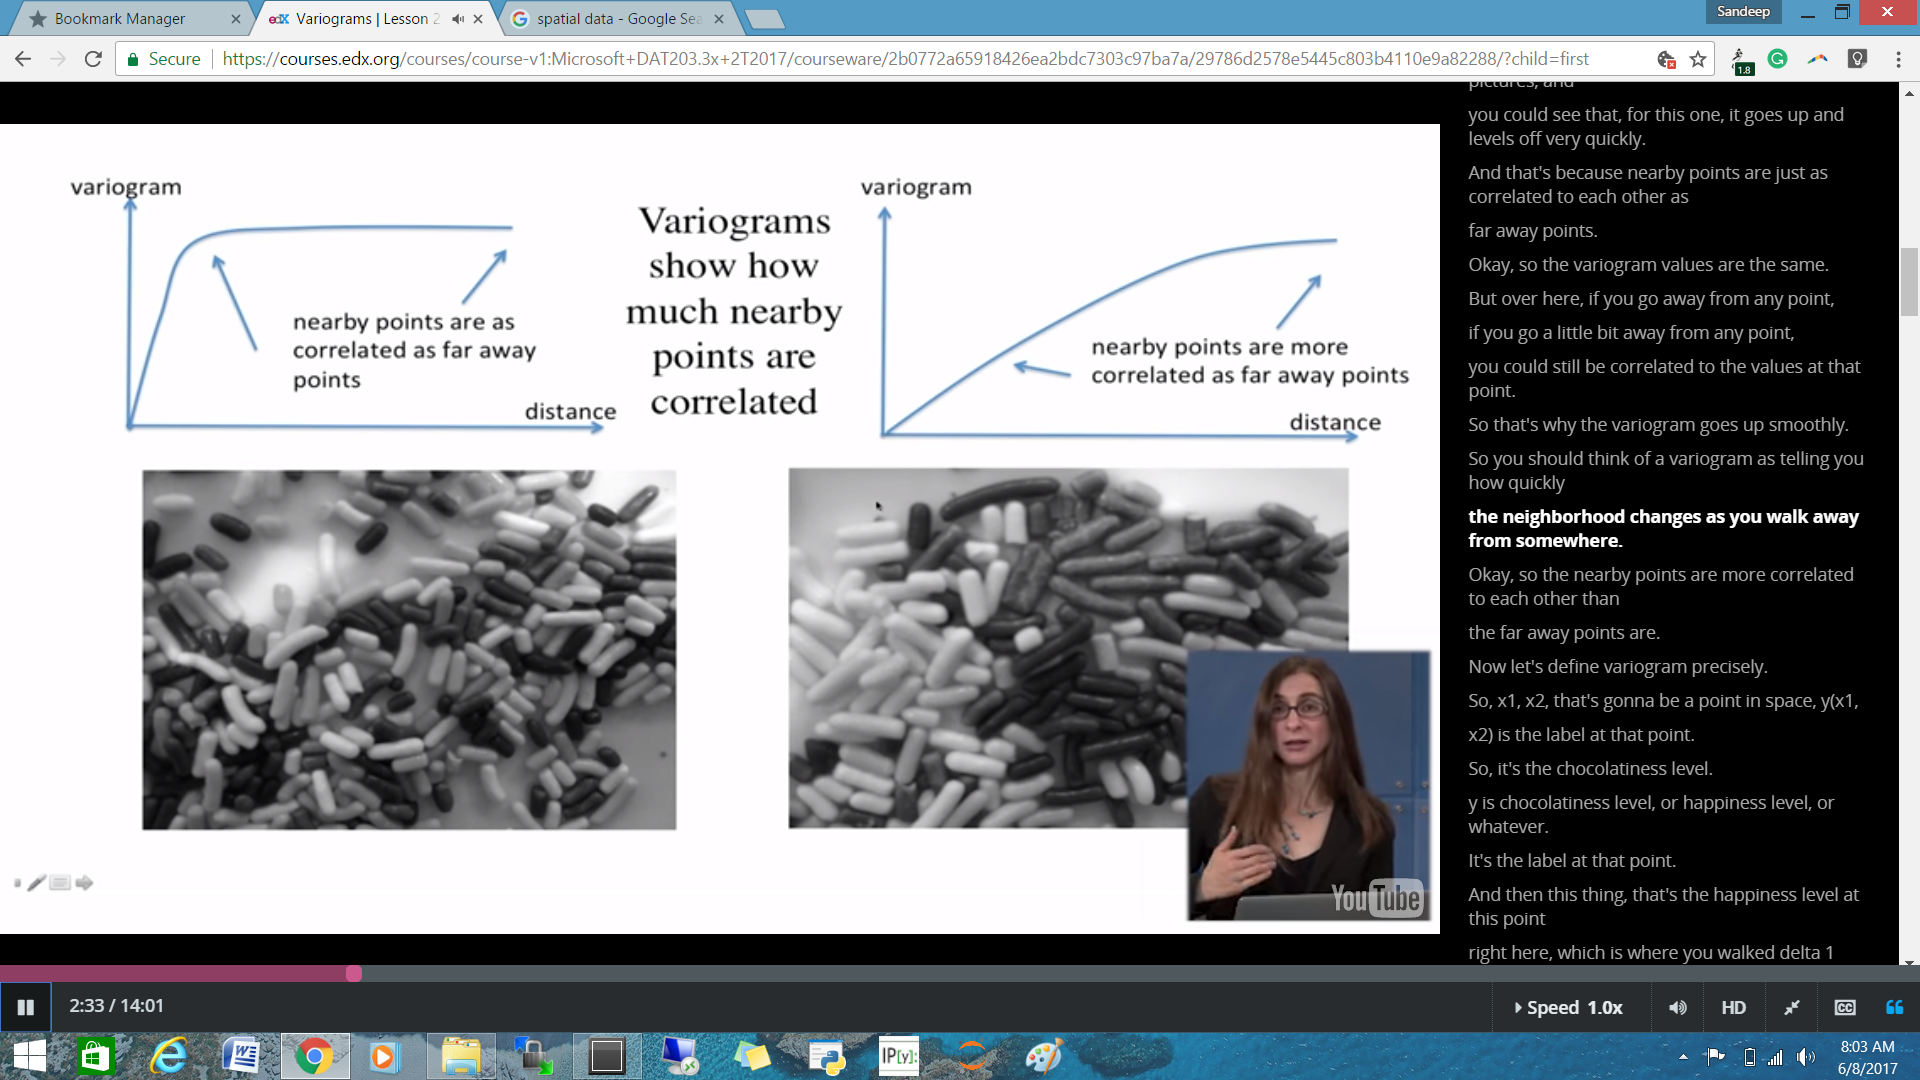 Bookmark Manager
edX Variograms | Lesson 2
spatial data - Google Sea
Sandeep
Secure
https://courses.edx.org/courses/course-v1:Microsoft+DAT203.3x+2T2017/courseware/2b0772a65918426ea2bdc7303c97ba7a/29786d2578e5445c803b4110e9a82288/?child=first
1.8
variogram
nearby points are as
correlated as far away
points
distance
Variograms
show how
much nearby
points are
correlated
variogram
nearby points are more
correlated as far away points
distance
YouTube
pictures, and
you could see that, for this one, it goes up and
levels off very quickly.
And that's because nearby points are just as
correlated to each other as
far away points.
Okay, so the variogram values are the same.
But over here, if you go away from any point,
if you go a little bit away from any point,
you could still be correlated to the values at that
point.
So that's why the variogram goes up smoothly.
So you should think of a variogram as telling you
how quickly
the neighborhood changes as you walk away
from somewhere.
Okay, so the nearby points are more correlated
to each other than
the far away points are.
Now let's define variogram precisely.
So, x1, x2, that's gonna be a point in space, y(x1,
x2) is the label at that point.
So, it's the chocolatiness level.
y is chocolatiness level, or happiness level, or
whatever.
It's the label at that point.
And then this thing, that's the happiness level at
this point
right here, which is where you walked delta 1
2:33 / 14:01
Speed 1.0x
HD
CC
IP[y]:
8:03 AM
6/8/2017